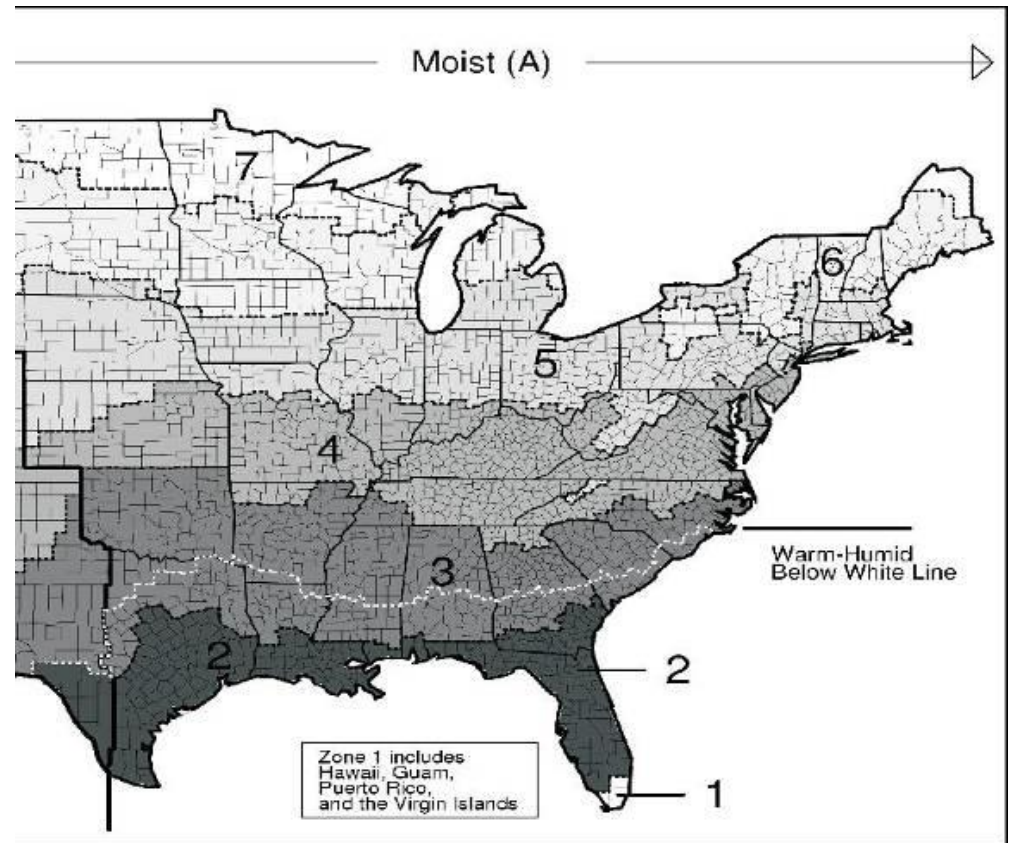 Moist (A)
7
6
5
4
Warm-Humid
Below White Line
3
2
2
Zone 1 includes
Hawaii, Guam,
Puerto Rico,
and the Virgin Islands
1